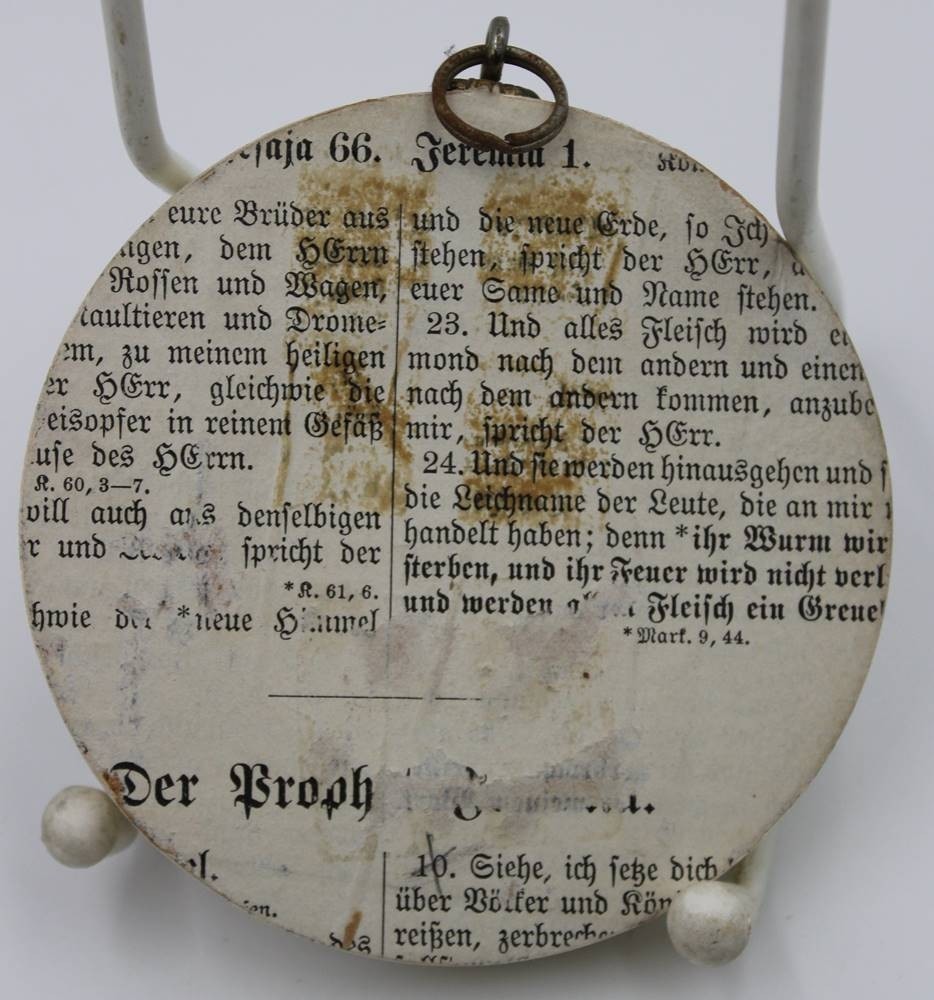 saja 66. Jeremia 1.
eure Brüder aus
dem HErrn
Rossen und Wagen,
Maultieren und Drome=
zu meinem heiligen
HErr, gleichwie die
eisopfer in reinem Gefäß
des HErrn.
K. 60, 3—7.
will auch aus denselbigen
und spricht der
*K. 61, 6.
*neue Himmel
und die neue Erde, so Ich
stehen, spricht der HErr,
euer Same und Name stehen.
23. Und alles Fleisch wird
mond nach dem andern und einen
nach dem andern kommen, anzube
mir, spricht der HErr.
24. Und sie werden hinausgehen und
die Leichname der Leute, die an mir
handelt haben; denn *ihr Wurm wir
sterben, und ihr Feuer wird nicht verl
und werden Fleisch ein Greuel
*Mark. 9, 44.
Der Proph
10. Siehe, ich setze dich
über Völker und Kön
reißen, zerbreche
des